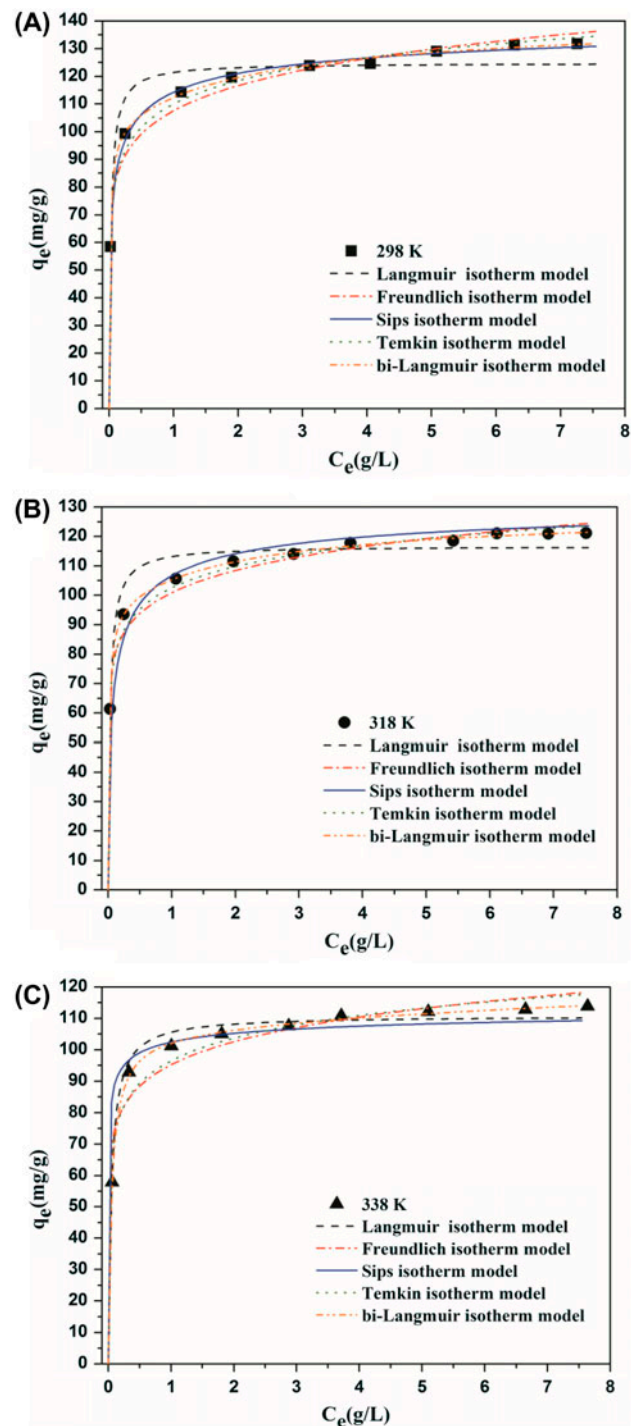 (A)
140
130
120
110
100
90
80
70
60
50
40
30
20
10
0
qe(mg/g)
298 K
Langmuir isotherm model
Freundlich isotherm model
Sips isotherm model
Temkin isotherm model
bi-Langmuir isotherm model
0 1 2 3 4 5 6 7 8
Ce(g/L)
(B)
130
120
110
100
90
80
70
60
50
40
30
20
10
0
qe(mg/g)
318 K
Langmuir isotherm model
Freundlich isotherm model
Sips isotherm model
Temkin isotherm model
bi-Langmuir isotherm model
0 1 2 3 4 5 6 7 8
Ce(g/L)
(C)
120
110
100
90
80
70
60
50
40
30
20
10
0
qe(mg/g)
338 K
Langmuir isotherm model
Freundlich isotherm model
Sips isotherm model
Temkin isotherm model
bi-Langmuir isotherm model
0 1 2 3 4 5 6 7 8
Ce(g/L)